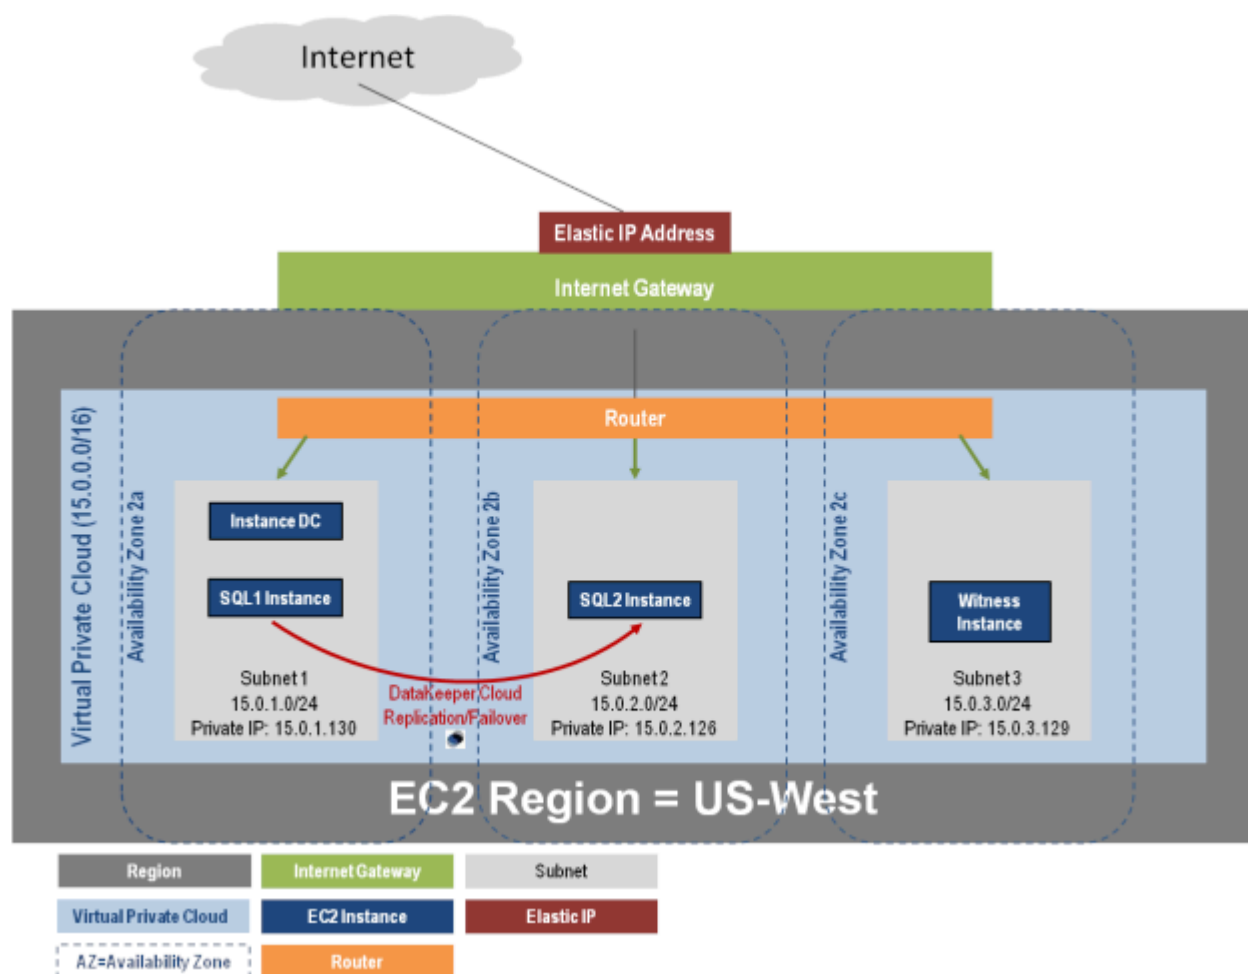 Internet
Elastic IP Address
Internet Gateway
Router
Virtual Private Cloud (15.0.0.0/16)
Availability Zone 2a
Instance DC
SQL1 Instance
Subnet 1
15.0.1.0/24
Private IP: 15.0.1.130
DataKeeper Cloud
Replication/Failover
Availability Zone 2b
SQL2 Instance
Subnet 2
15.0.2.0/24
Private IP: 15.0.2.126
Availability Zone 2c
Witness
Instance
Subnet 3
15.0.3.0/24
Private IP: 15.0.3.129
EC2 Region = US-West
Region
Internet Gateway
Subnet
Virtual Private Cloud
EC2 Instance
Elastic IP
AZ=Availability Zone
Router